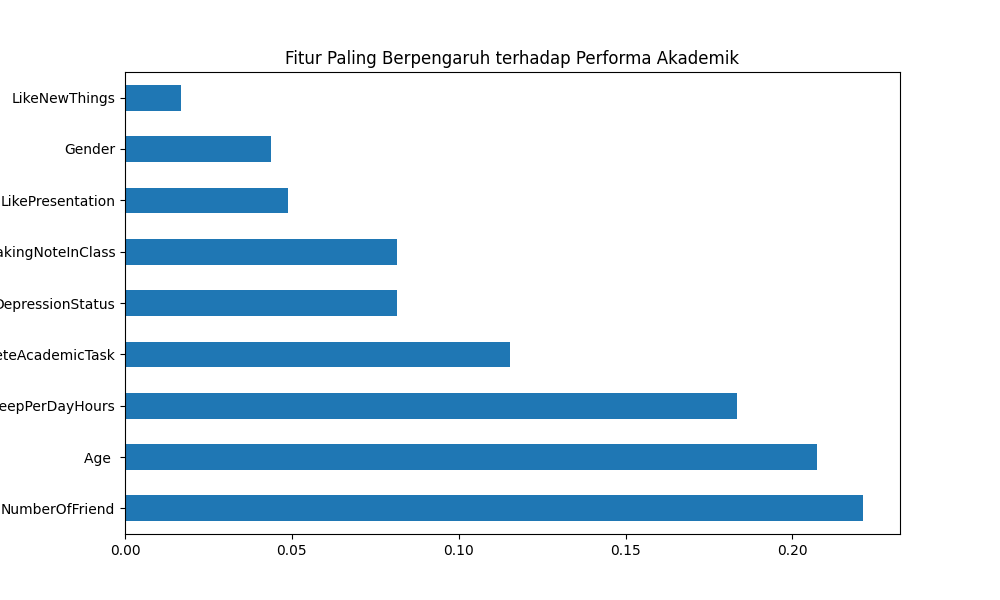 Fitur Paling Berpengaruh terhadap Performa Akademik
LikeNewThings
Gender
LikePresentation
akingNoteInClass
DepressionStatus
eteAcademicTask
eepPerDayHours
Age
NumberOfFriend
0.00 0.05 0.10 0.15 0.20